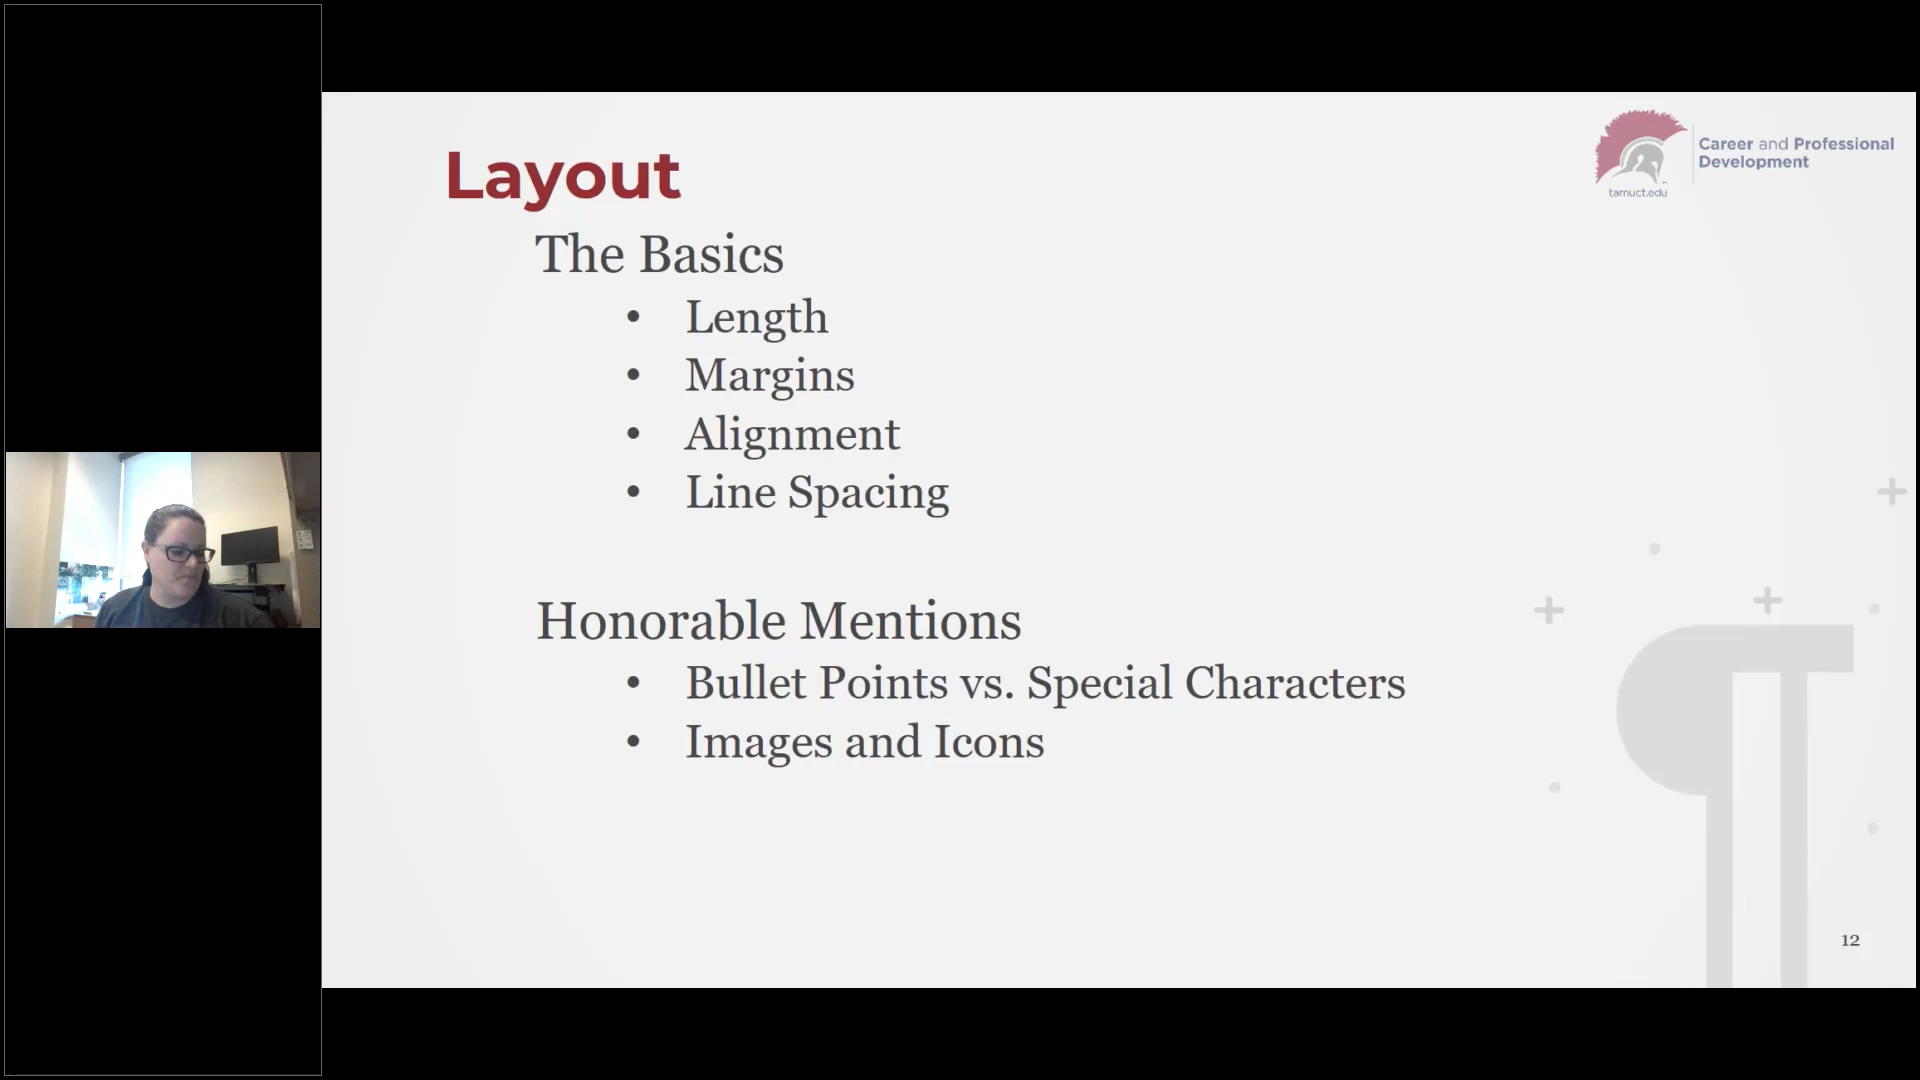 Layout
The Basics
• Length
• Margins
• Alignment
• Line Spacing
Honorable Mentions
• Bullet Points vs. Special Characters
• Images and Icons
Career and Professional
Development
tamuct.edu
12